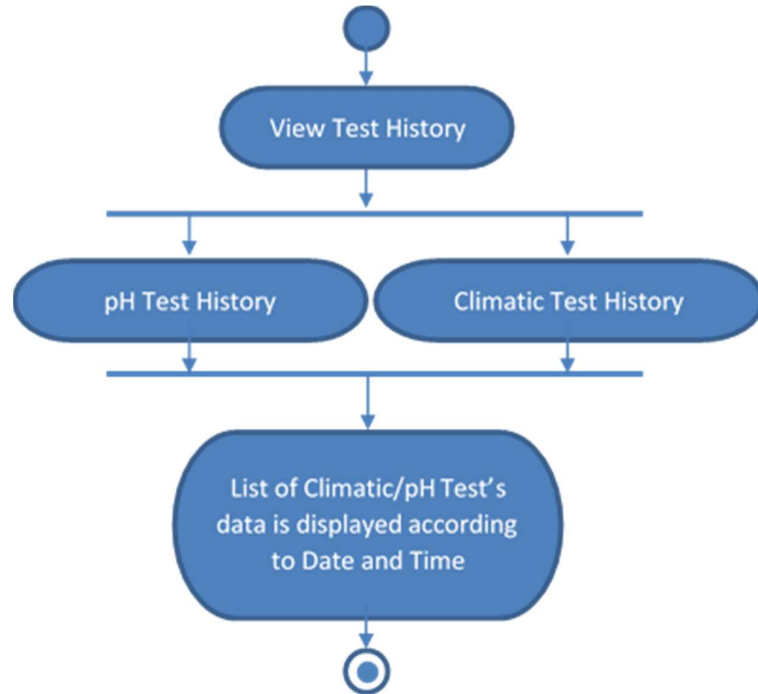 View Test History
pH Test History
Climatic Test History
List of Climatic/pH Test’s
data is displayed according
to Date and Time